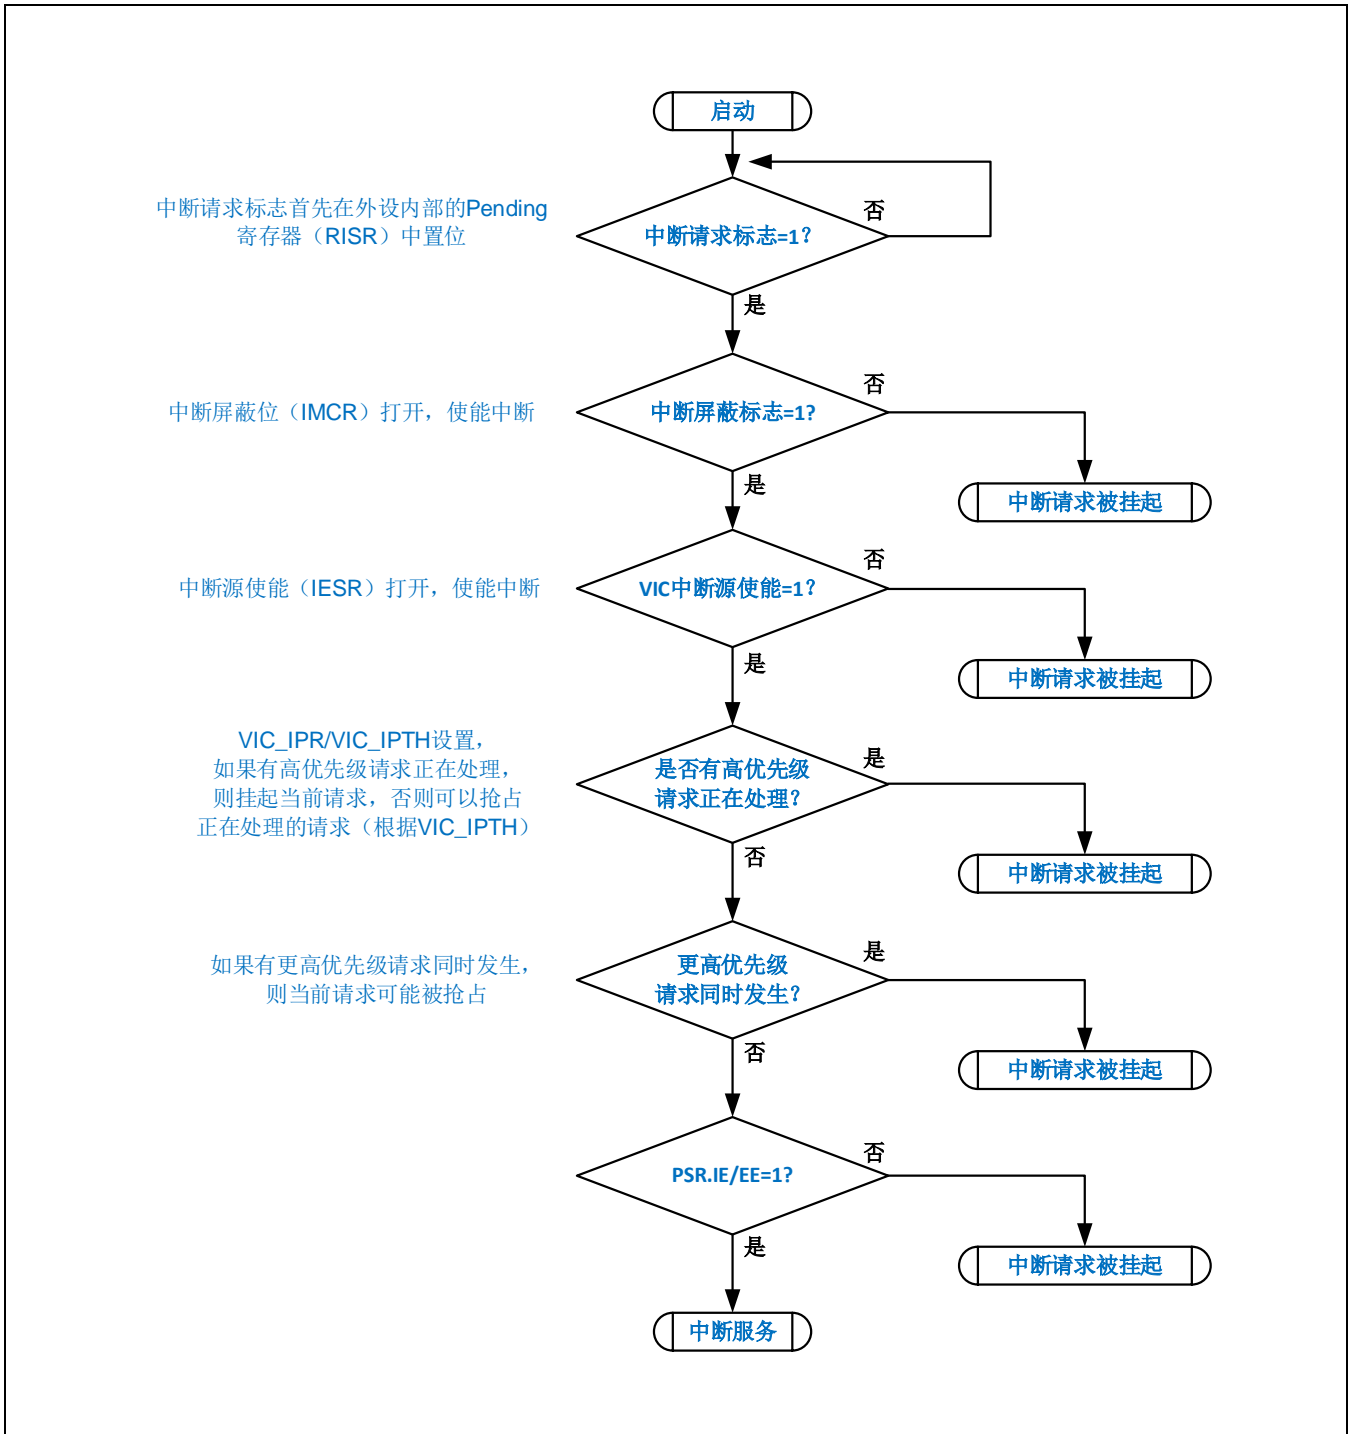 启动
中断请求标志首先在外设内部的Pending
寄存器（RISR）中置位
中断请求标志=1？
否
是
中断屏蔽位（IMCR）打开，使能中断
中断屏蔽标志=1?
否
是
中断请求被挂起
中断源使能（IESR）打开，使能中断
VIC中断源使能=1？
否
是
中断请求被挂起
VIC_IPR/VIC_IPTH设置，
如果有高优先级请求正在处理，
则挂起当前请求，否则可以抢占
正在处理的请求（根据VIC_IPTH）
是否有高优先级
请求正在处理？
是
否
中断请求被挂起
如果有更高优先级请求同时发生，
则当前请求可能被抢占
更高优先级
请求同时发生？
是
否
中断请求被挂起
PSR.IE/EE=1?
否
是
中断请求被挂起
中断服务